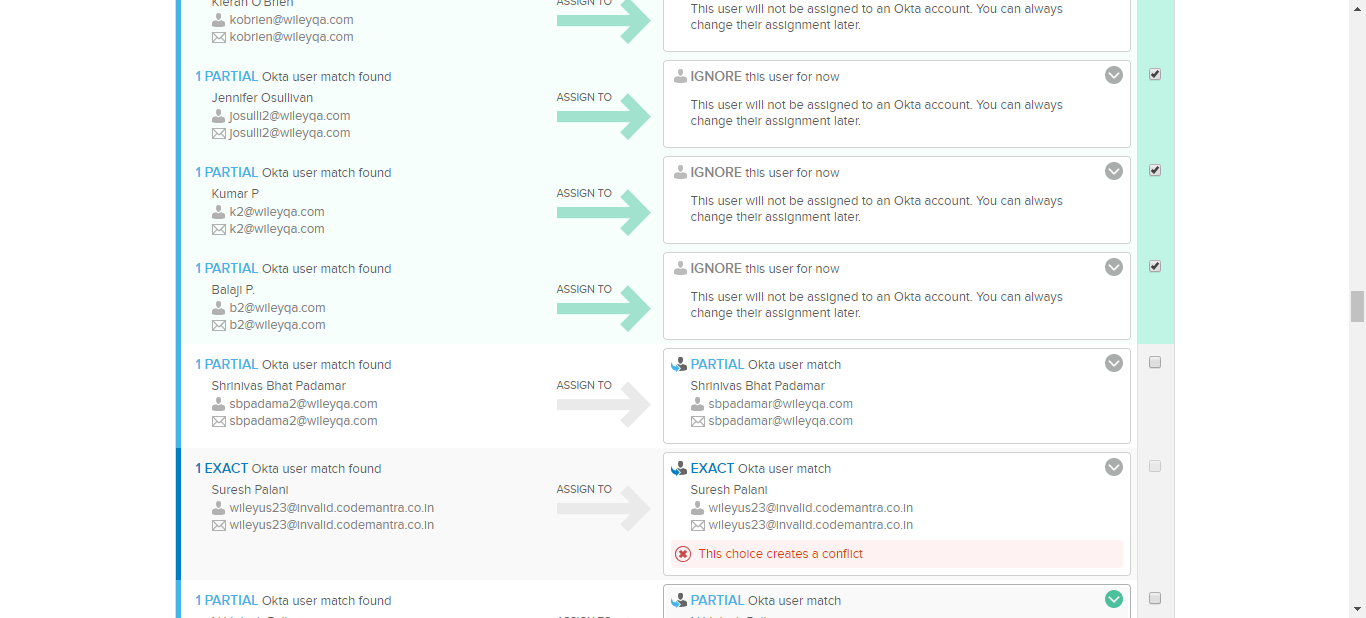 Kieran O'Brien
kobrien@wileyqa.com
kobrien@wileyqa.com
ASSIGN TO
This user will not be assigned to an Okta account. You can always
change their assignment later.
1 PARTIAL Okta user match found
Jennifer Osullivan
josulli2@wileyqa.com
josulli2@wileyqa.com
ASSIGN TO
IGNORE this user for now
This user will not be assigned to an Okta account. You can always
change their assignment later.
1 PARTIAL Okta user match found
Kumar P
k2@wileyqa.com
k2@wileyqa.com
ASSIGN TO
IGNORE this user for now
This user will not be assigned to an Okta account. You can always
change their assignment later.
1 PARTIAL Okta user match found
Balaji P.
b2@wileyqa.com
b2@wileyqa.com
ASSIGN TO
IGNORE this user for now
This user will not be assigned to an Okta account. You can always
change their assignment later.
1 PARTIAL Okta user match found
Shrinivas Bhat Padamar
sbpadama2@wileyqa.com
sbpadama2@wileyqa.com
ASSIGN TO
PARTIAL Okta user match
Shrinivas Bhat Padamar
sbpadamar@wileyqa.com
sbpadamar@wileyqa.com
1 EXACT Okta user match found
Suresh Palani
wileyus23@invalid.codemantra.co.in
wileyus23@invalid.codemantra.co.in
ASSIGN TO
EXACT Okta user match
Suresh Palani
wileyus23@invalid.codemantra.co.in
wileyus23@invalid.codemantra.co.in
This choice creates a conflict
1 PARTIAL Okta user match found
PARTIAL Okta user match